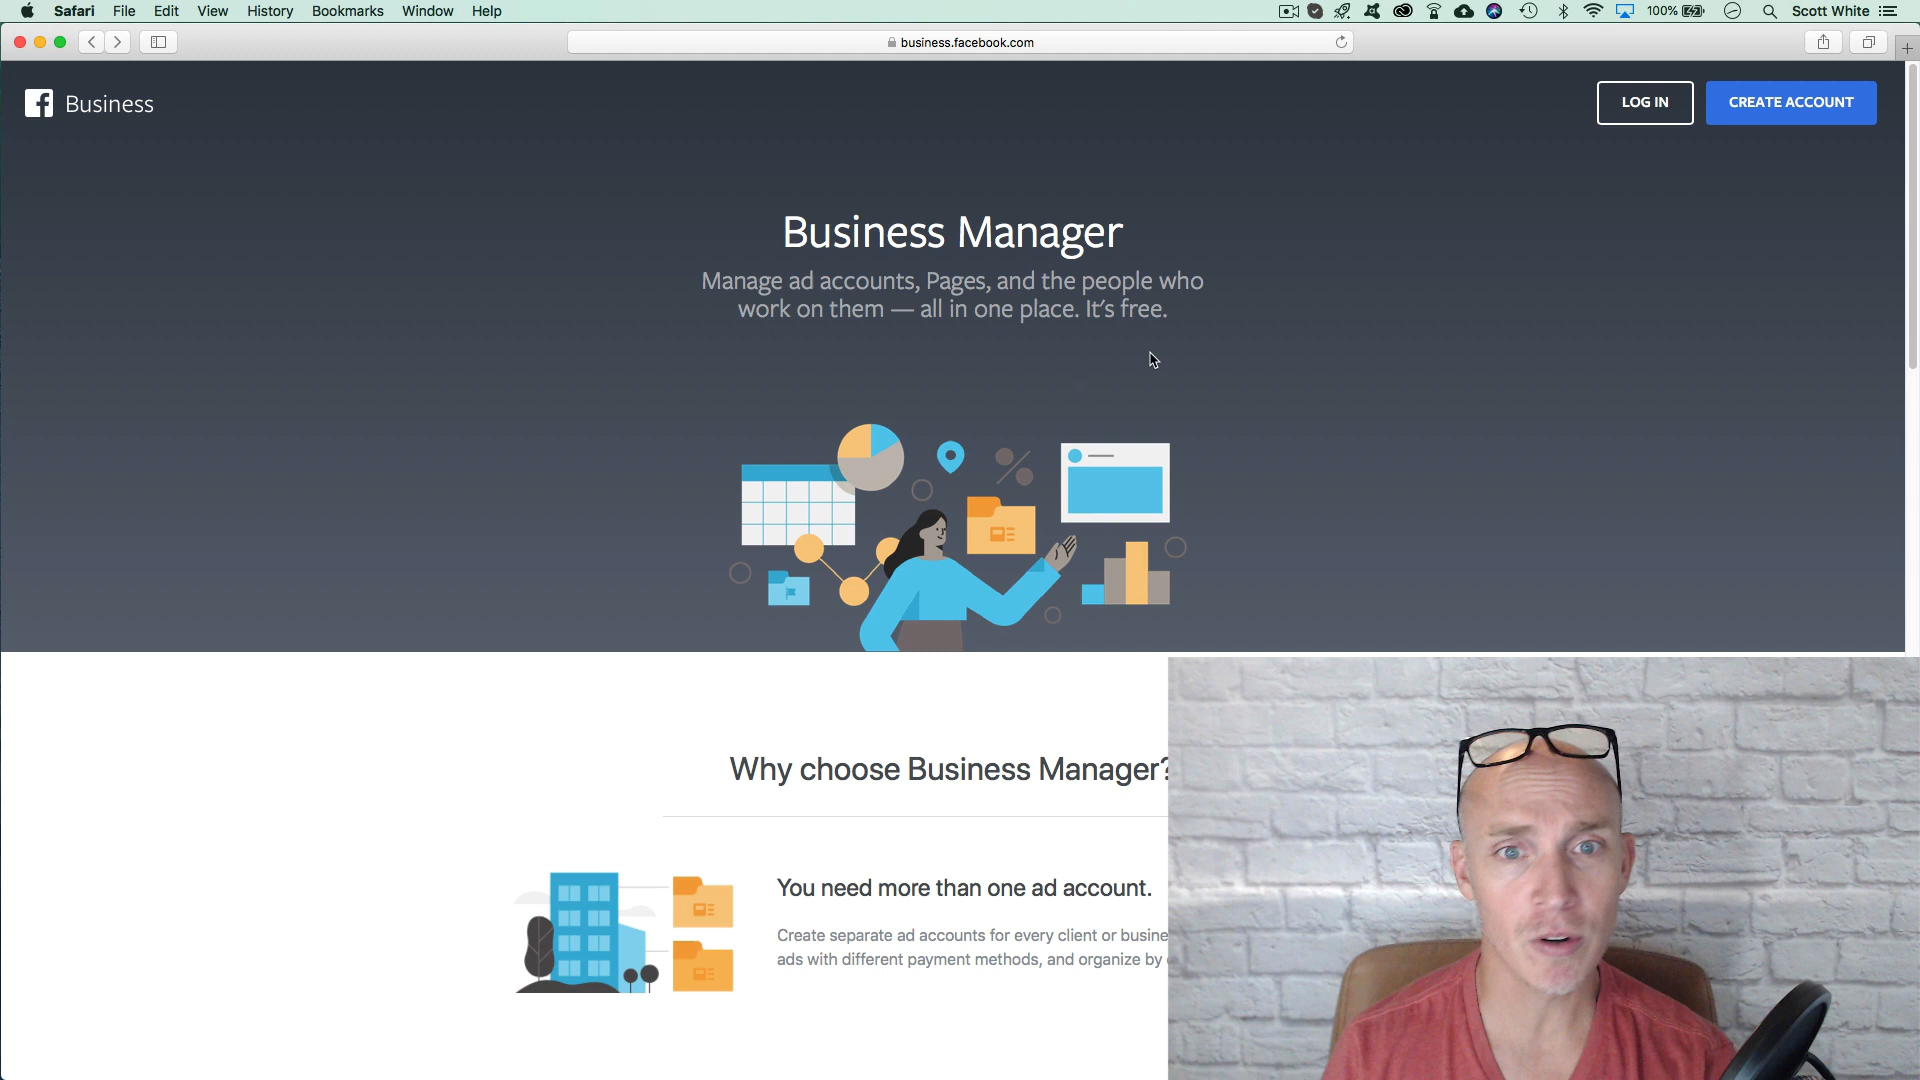 Safari File Edit View History Bookmarks Window Help 100% Scott White
business.facebook.com
Business
LOG IN
CREATE ACCOUNT
Business Manager
Manage ad accounts, Pages, and the people who
work on them — all in one place. It's free.
Why choose Business Manager?
You need more than one ad account.
Create separate ad accounts for every client or busine
ads with different payment methods, and organize by